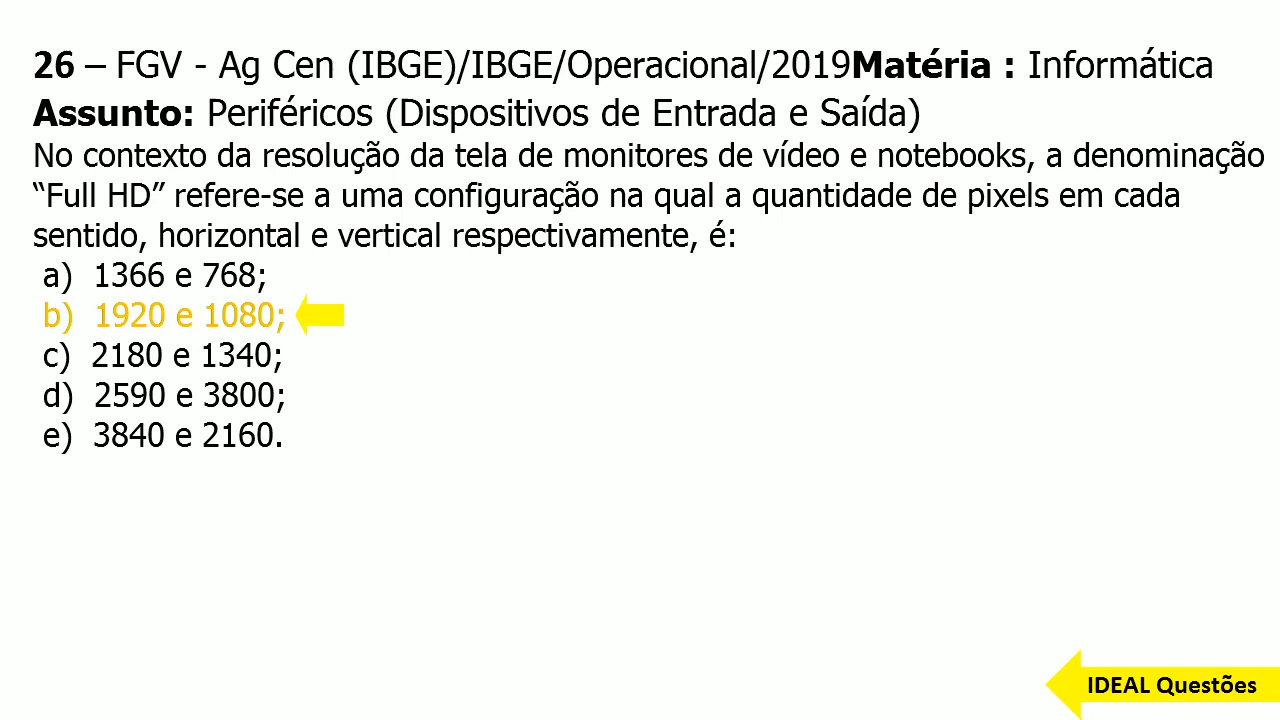 26 – FGV - Ag Cen (IBGE)/IBGE/Operacional/2019Matéria : Informática
Assunto: Periféricos (Dispositivos de Entrada e Saída)
No contexto da resolução da tela de monitores de vídeo e notebooks, a denominação
“Full HD” refere-se a uma configuração na qual a quantidade de pixels em cada
sentido, horizontal e vertical respectivamente, é:
a) 1366 e 768;
b) 1920 e 1080;
c) 2180 e 1340;
d) 2590 e 3800;
e) 3840 e 2160.
IDEAL Questões